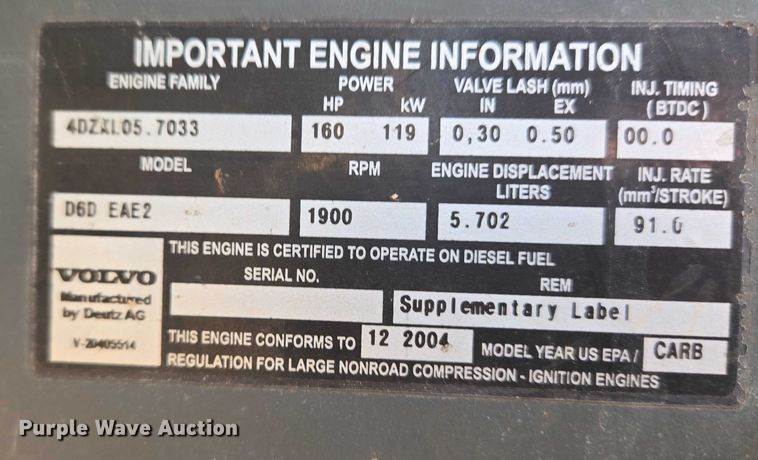 IMPORTANT ENGINE INFORMATION
ENIGINE FAMILY POWER VALVE LASH (mm) INJ. TIMING
HP kW IN EX (BTDC)
4DZXL05.7033 160 119 0,30 0.50 00.0
MODEL RPM ENGINE DISPLACEMENT INJ. RATE
LITERS (mm³/STROKE)
D6D EAE2 1900 5.702 91.0
THIS ENGINE IS CERTIFIED TO OPERATE ON DIESEL FUEL
VOLVO SERIAL NO. REM
Manufactured Supplementary Label
by Deutz AG
THIS ENGINE CONFORMS TO 12 2004 MODEL YEAR US EPA / CARB
V-20405514
REGULATION FOR LARGE NONROAD COMPRESSION - IGNITION ENGINES
Purple Wave Auction